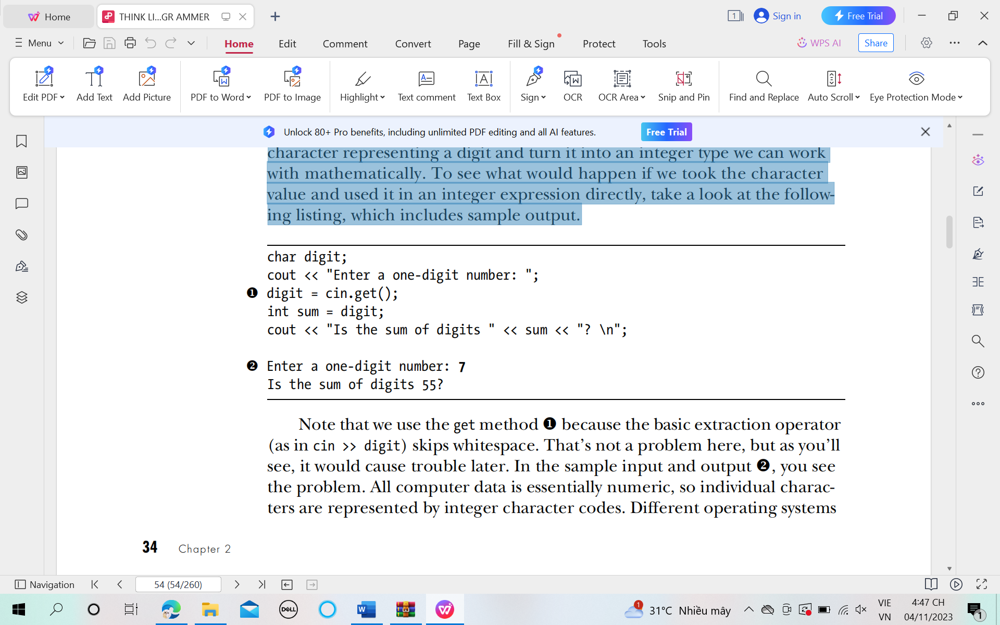 Home
THINK LI...GR AMMER
1
Sign in
Free Trial
Menu
Home
Edit
Comment
Convert
Page
Fill & Sign
Protect
Tools
WPS AI
Share
Edit PDF
Add Text
Add Picture
PDF to Word
PDF to Image
Highlight
Text comment
Text Box
Sign
OCR
OCR Area
Snip and Pin
Find and Replace
Auto Scroll
Eye Protection Mode
Unlock 80+ Pro benefits, including unlimited PDF editing and all AI features.
Free Trial
character representing a digit and turn it into an integer type we can work
with mathematically. To see what would happen if we took the character
value and used it in an integer expression directly, take a look at the follow-
ing listing, which includes sample output.
char digit;
cout << "Enter a one-digit number: ";
❶ digit = cin.get();
int sum = digit;
cout << "Is the sum of digits " << sum << "? \n";
❷ Enter a one-digit number: 7
Is the sum of digits 55?
Note that we use the get method ❶ because the basic extraction operator
(as in cin >> digit) skips whitespace. That's not a problem here, but as you'll
see, it would cause trouble later. In the sample input and output ❷, you see
the problem. All computer data is essentially numeric, so individual charac-
ters are represented by integer character codes. Different operating systems
34 Chapter 2
Navigation
54 (54/260)
DELL
W
1
31°C Nhiều mây
VIE
VN
4:47 CH
04/11/2023
1